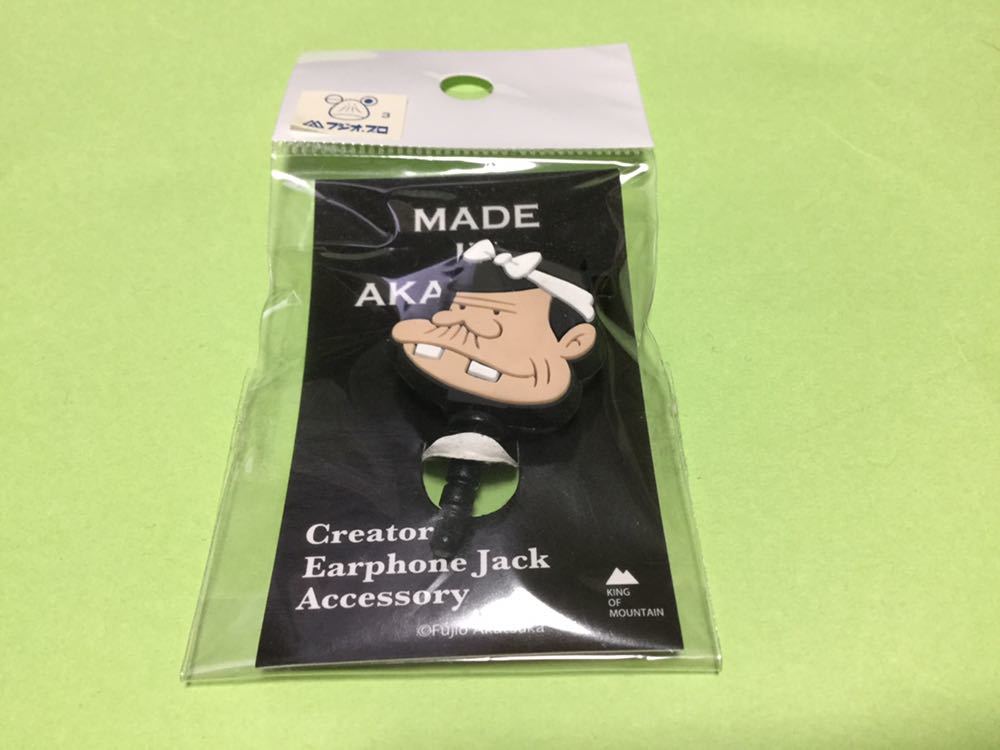 3
フジオ・プロ
MADE
AKA
Creator
Earphone Jack
Accessory
KING
OF
MOUNTAIN
©Fujio Akatsuka